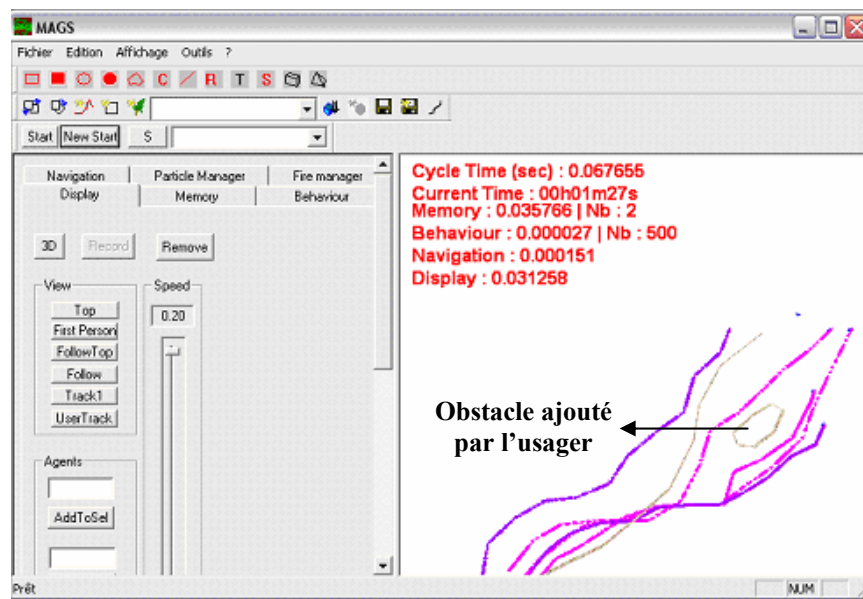 MAGS
Fichier Edition Affichage Outils ?
C R T S
Start New Start S
Navigation Particle Manager Fire manager
Display Memory Behaviour
3D Record Remove
View Speed
Top
0.20
First Person
FollowTop
Follow
Track1
UserTrack
Agents
AddToSel
Cycle Time (sec) : 0.067655
Current Time : 00h01m27s
Memory : 0.035766 | Nb : 2
Behaviour : 0.000027 | Nb : 500
Navigation : 0.000151
Display : 0.031258
Obstacle ajouté
par l'usager
Prêt NUM